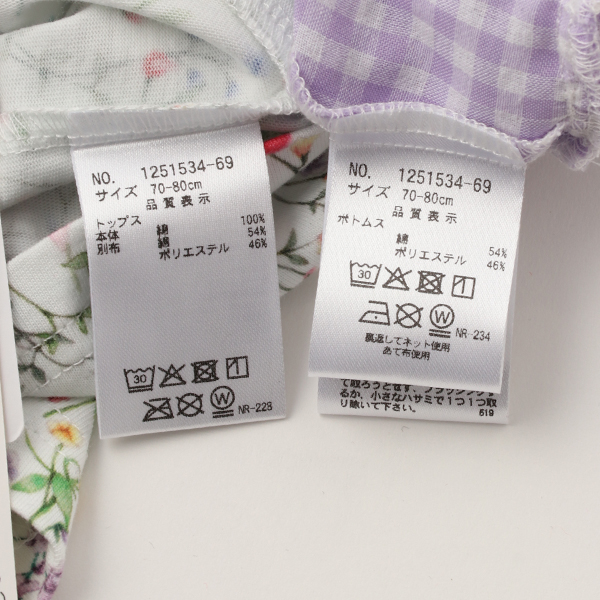 NO. 1251534-69
サイズ 70-80cm
品質表示
トップス
本体 綿 100%
別布 綿 54%
ポリエステル 46%
30
1
W
NR-228
NO. 1251534-69
サイズ 70-80cm
品質表示
ボトムス
綿 54%
ポリエステル 46%
30
1
W
NR-234
裏返してネット使用
あて布使用
るか、小さなハサミで1つ1つ取
り除いて下さい。
519